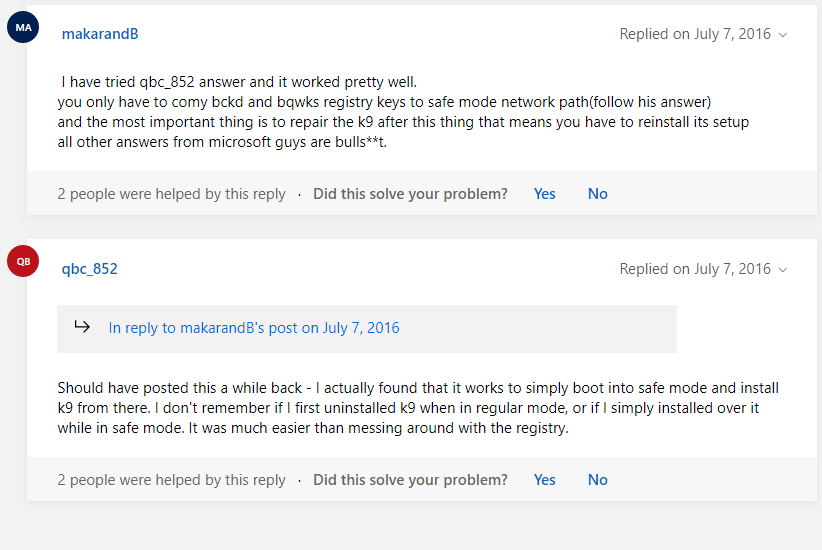 MA
makarandB
Replied on July 7, 2016
I have tried qbc_852 answer and it worked pretty well.
you only have to comy bckd and bqwks registry keys to safe mode network path(follow his answer)
and the most important thing is to repair the k9 after this thing that means you have to reinstall its setup
all other answers from microsoft guys are bulls**t.
2 people were helped by this reply · Did this solve your problem? Yes No
QB
qbc_852
Replied on July 7, 2016
In reply to makarandB's post on July 7, 2016
Should have posted this a while back - I actually found that it works to simply boot into safe mode and install
k9 from there. I don't remember if I first uninstalled k9 when in regular mode, or if I simply installed over it
while in safe mode. It was much easier than messing around with the registry.
2 people were helped by this reply · Did this solve your problem? Yes No